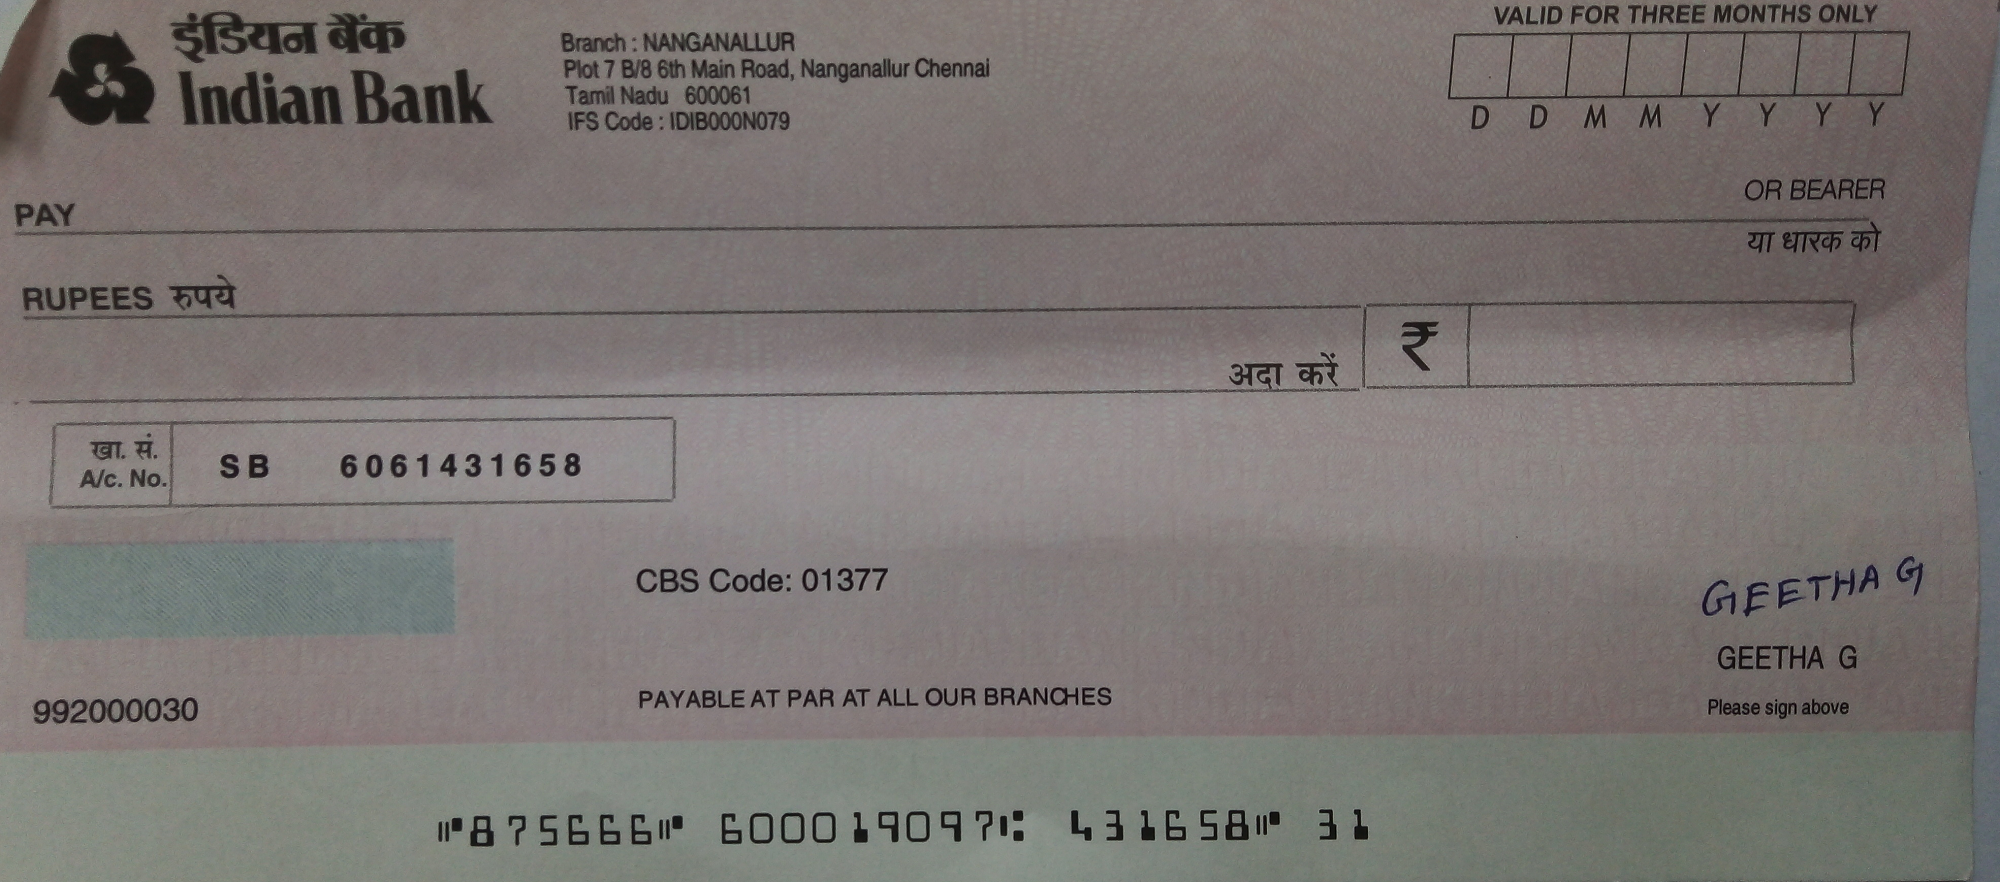 इंडियन बैंक
Indian Bank
Branch : NANGANALLUR
Plot 7 B/8 6th Main Road, Nanganallur Chennai
Tamil Nadu 600061
IFS Code : IDIB000N079
VALID FOR THREE MONTHS ONLY
D D M M Y Y Y Y
PAY
OR BEARER
या धारक को
RUPEES रुपये
अदा करें
₹
खा. सं.
A/c. No.
SB 6061431658
CBS Code: 01377
GEETHA G
GEETHA G
Please sign above
992000030
PAYABLE AT PAR AT ALL OUR BRANCHES
⑈875666⑈ 600019097⑆ 431658⑈ 31